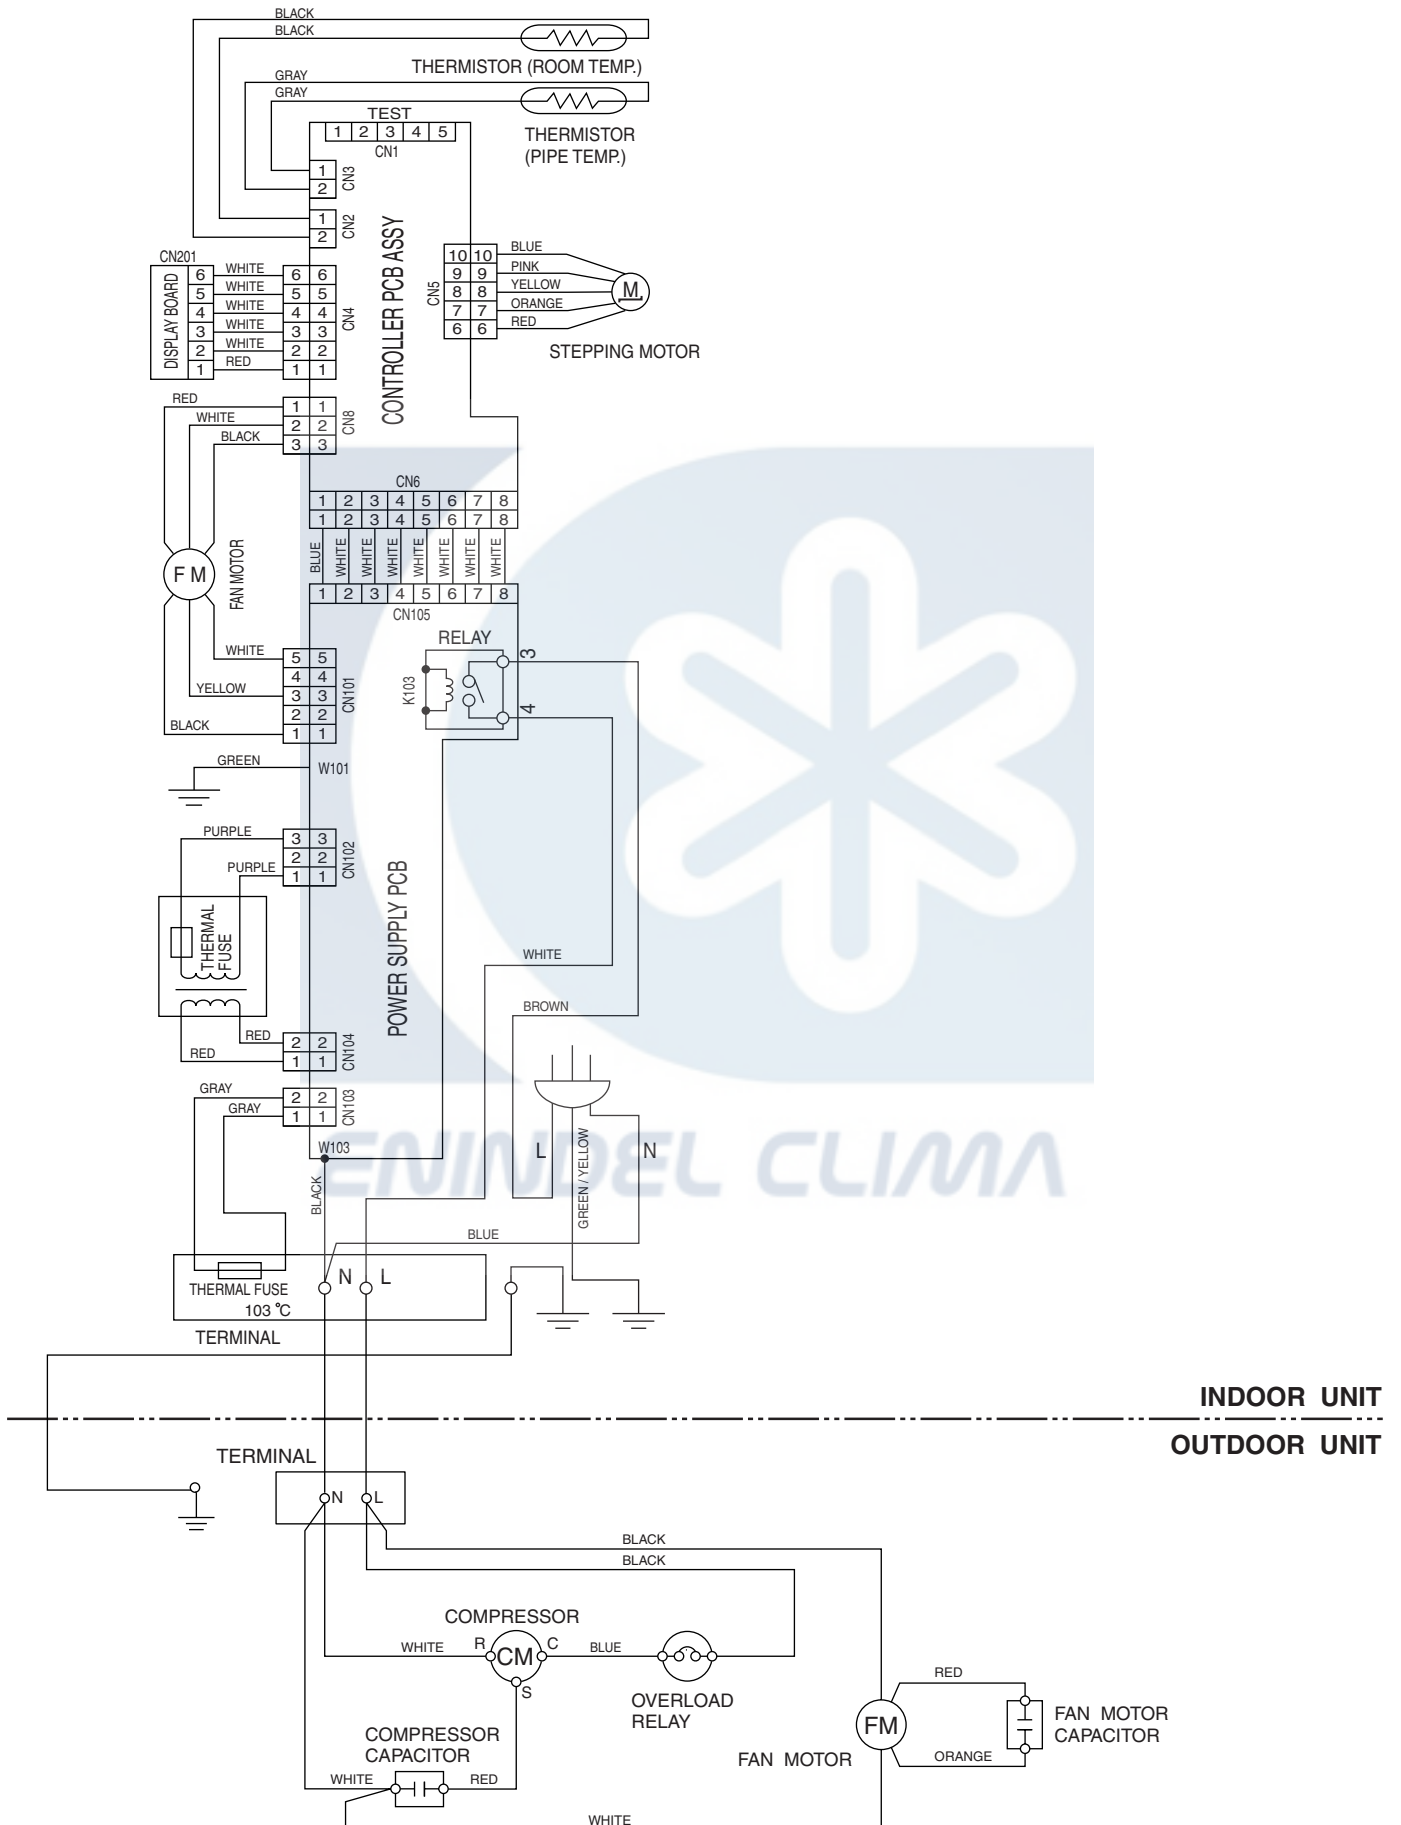 BLACK
BLACK
THERMISTOR (ROOM TEMP.)
GRAY
GRAY
THERMISTOR
(PIPE TEMP.)
TEST
1 2 3 4 5
CN1
1
2
CN3
1
2
CN2
CONTROLLER PCB ASSY
CN201
DISPLAY BOARD
6 WHITE 6 6
5 WHITE 5 5
4 WHITE 4 4
3 WHITE 3 3
2 WHITE 2 2
1 RED 1 1
CN4
10 10 BLUE
9 9 PINK
8 8 YELLOW
7 7 ORANGE
6 6 RED
CN5
M
STEPPING MOTOR
RED 1 1
WHITE 2 2
BLACK 3 3
CN8
CN6
1 2 3 4 5 6 7 8
1 2 3 4 5 6 7 8
BLUE WHITE WHITE WHITE WHITE WHITE WHITE WHITE
1 2 3 4 5 6 7 8
CN105
FM
FAN MOTOR
RELAY
K103
3
4
WHITE 5 5
4 4
YELLOW 3 3
2 2
BLACK 1 1
CN101
GREEN
W101
PURPLE 3 3
2 2
PURPLE 1 1
CN102
THERMAL
FUSE
POWER SUPPLY PCB
WHITE
BROWN
RED 2 2
RED 1 1
CN104
GRAY 2 2
GRAY 1 1
CN103
W103
BLACK
L
GREEN / YELLOW
N
ENINDEL CLIMA
BLUE
N L
THERMAL FUSE
103 °C
TERMINAL
INDOOR UNIT
OUTDOOR UNIT
TERMINAL
N L
BLACK
BLACK
COMPRESSOR
WHITE R CM C BLUE
S
OVERLOAD
RELAY
RED
FM
FAN MOTOR
ORANGE
FAN MOTOR
CAPACITOR
COMPRESSOR
CAPACITOR
WHITE RED
WHITE